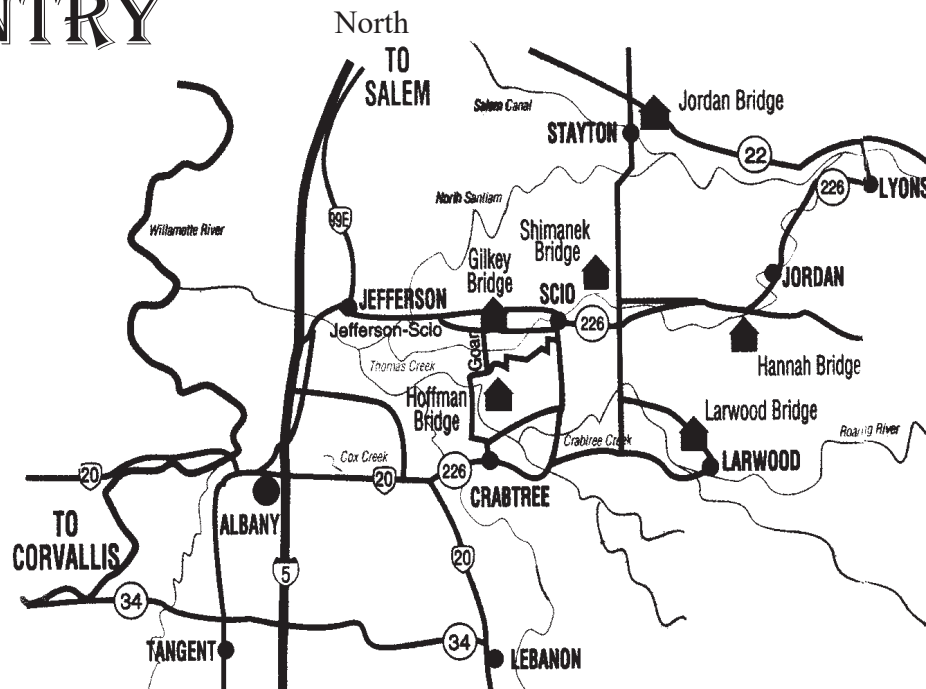 NTRY
North
TO
SALEM
Salem Canal
Jordan Bridge
STAYTON
22
226
LYONS
North Santiam
99E
Willamette River
Shimanek
Bridge
Gilkey
Bridge
JORDAN
JEFFERSON
SCIO
226
Jefferson-Scio
Goar
Thomas Creek
Hannah Bridge
Hoffman
Bridge
Larwood Bridge
Roaring River
Crabtree Creek
Cox Creek
20
20
226
LARWOOD
CRABTREE
ALBANY
TO
CORVALLIS
5
20
34
34
TANGENT
LEBANON